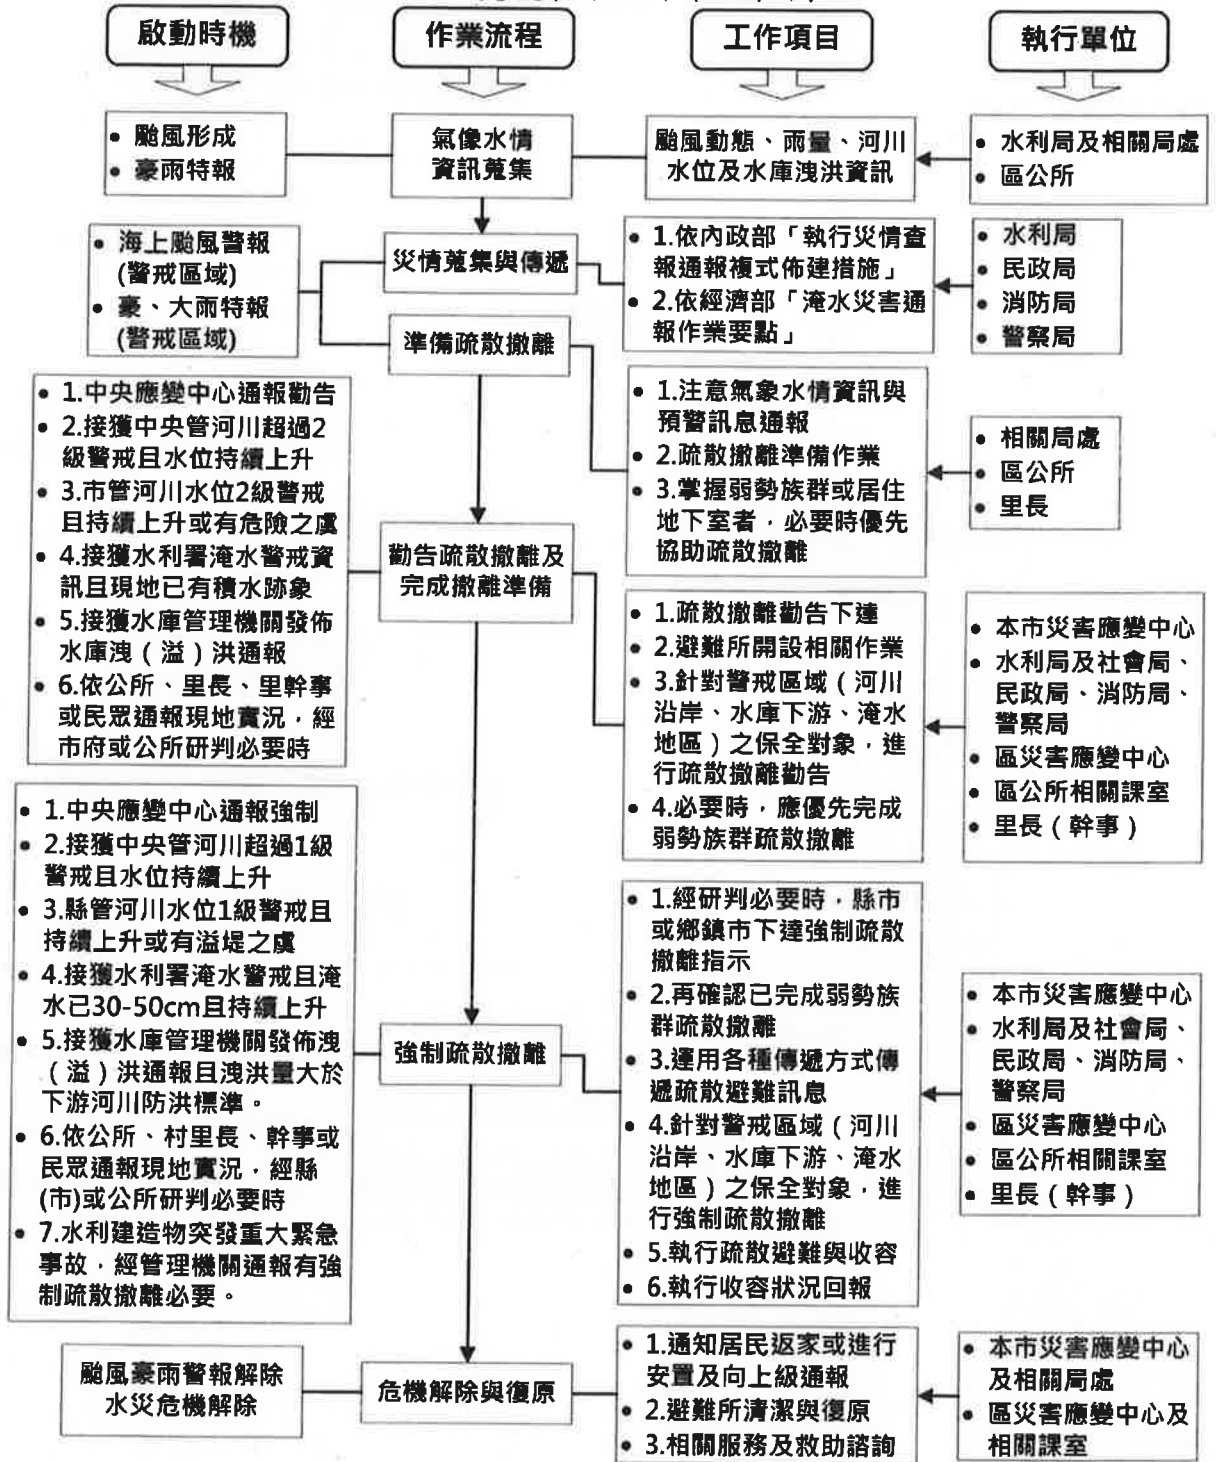 啟動時機
作業流程
工作項目
執行單位
• 颱風形成
• 豪雨特報
氣像水情
資訊蒐集
颱風動態、雨量、河川
水位及水庫洩洪資訊
• 水利局及相關局處
• 區公所
• 海上颱風警報
(警戒區域)
• 豪、大雨特報
(警戒區域)
災情蒐集與傳遞
• 1.依內政部「執行災情查
報通報複式佈建措施」
• 2.依經濟部「淹水災害通
報作業要點」
• 水利局
• 民政局
• 消防局
• 警察局
準備疏散撤離
• 1.注意氣象水情資訊與
預警訊息通報
• 2.疏散撤離準備作業
• 3.掌握弱勢族群或居住
地下室者，必要時優先
協助疏散撤離
• 相關局處
• 區公所
• 里長
• 1.中央應變中心通報勸告
• 2.接獲中央管河川超過2
級警戒且水位持續上升
• 3.市管河川水位2級警戒
且持續上升或有危險之虞
• 4.接獲水利署淹水警戒資
訊且現地已有積水跡象
• 5.接獲水庫管理機關發佈
水庫洩（溢）洪通報
• 6.依公所、里長、里幹事
或民眾通報現地實況，經
市府或公所研判必要時
勸告疏散撤離及
完成撤離準備
• 1.疏散撤離勸告下達
• 2.避難所開設相關作業
• 3.針對警戒區域（河川
沿岸、水庫下游、淹水
地區）之保全對象，進
行疏散撤離勸告
• 4.必要時，應優先完成
弱勢族群疏散撤離
• 本市災害應變中心
• 水利局及社會局、
民政局、消防局、
警察局
• 區災害應變中心
• 區公所相關課室
• 里長（幹事）
• 1.中央應變中心通報強制
• 2.接獲中央管河川超過1級
警戒且水位持續上升
• 3.縣管河川水位1級警戒且
持續上升或有溢堤之虞
• 4.接獲水利署淹水警戒且淹
水已30-50cm且持續上升
• 5.接獲水庫管理機關發佈洩
（溢）洪通報且洩洪量大於
下游河川防洪標準。
• 6.依公所、村里長、幹事或
民眾通報現地實況，經縣
(市)或公所研判必要時
• 7.水利建造物突發重大緊急
事故，經管理機關通報有強
制疏散撤離必要。
強制疏散撤離
• 1.經研判必要時，縣市
或鄉鎮市下達強制疏散
撤離指示
• 2.再確認已完成弱勢族
群疏散撤離
• 3.運用各種傳遞方式傳
遞疏散避難訊息
• 4.針對警戒區域（河川
沿岸、水庫下游、淹水
地區）之保全對象，進
行強制疏散撤離
• 5.執行疏散避難與收容
• 6.執行收容狀況回報
• 本市災害應變中心
• 水利局及社會局、
民政局、消防局、
警察局
• 區災害應變中心
• 區公所相關課室
• 里長（幹事）
颱風豪雨警報解除
水災危機解除
危機解除與復原
• 1.通知居民返家或進行
安置及向上級通報
• 2.避難所清潔與復原
• 3.相關服務及救助諮詢
• 本市災害應變中心
及相關局處
• 區災害應變中心及
相關課室